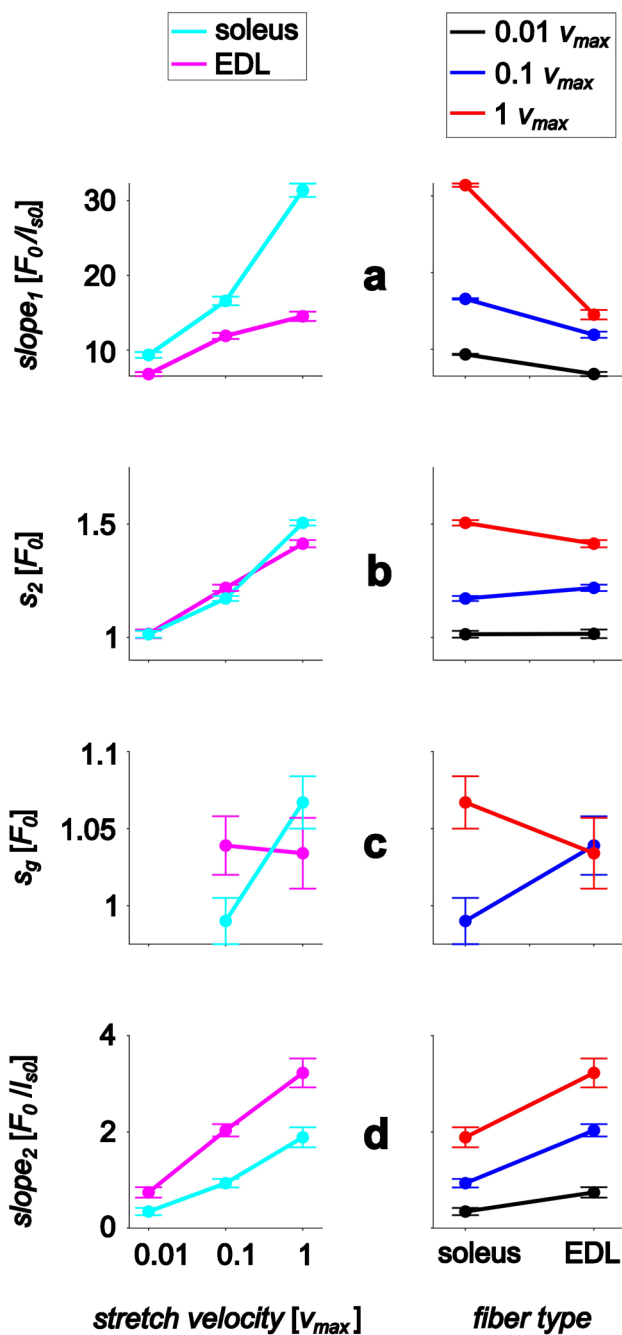 soleus
EDL
0.01 vmax
0.1 vmax
1 vmax
30
20
10
slope1 [F0/ls0]
a
1.5
1
s2 [F0]
b
1.1
1.05
1
sg [F0]
c
4
2
0
slope2 [F0/ls0]
d
0.01 0.1 1
soleus EDL
stretch velocity [vmax]
fiber type